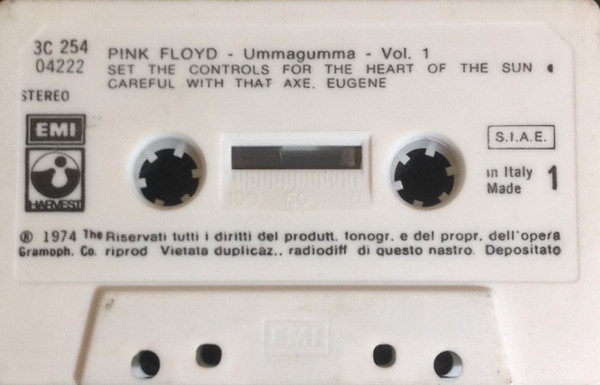 3C 254
04222
STEREO
PINK FLOYD - Ummagumma - Vol. 1
SET THE CONTROLS FOR THE HEART OF THE SUN •
CAREFUL WITH THAT AXE, EUGENE
EMI
HARVEST
S.I.A.E.
in Italy
Made
1
100 50 0
℗ 1974 The Riservati tutti i diritti del produtt. fonogr. e del propr. dell'opera
Gramoph. Co. riprod Vietata duplicaz., radiodiff di questo nastro. Depositato
EMI